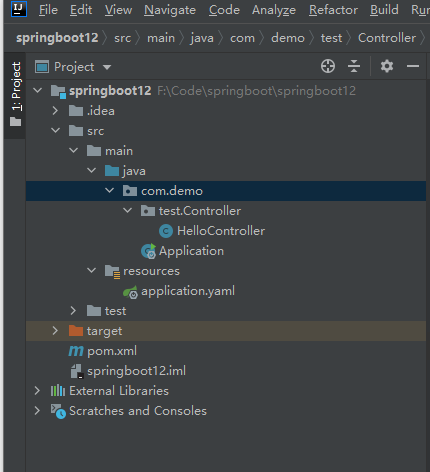 IJ File Edit View Navigate Code Analyze Refactor Build Run
springboot12 〉 src 〉 main 〉 java 〉 com 〉 demo 〉 test 〉 Controller 〉
1: Project
Project
springboot12 F:\Code\springboot\springboot12
.idea
src
main
java
com.demo
test.Controller
C HelloController
Application
resources
application.yaml
test
target
m pom.xml
springboot12.iml
External Libraries
Scratches and Consoles